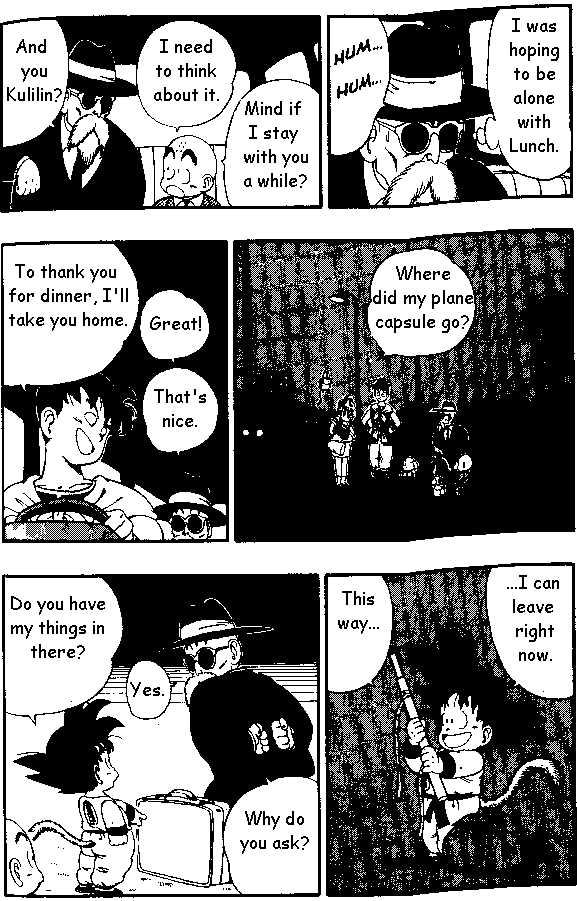 And
you
Kulilin?
I need
to think
about it.
Mind if
I stay
with you
a while?
HUM...
HUM...
I was
hoping
to be
alone
with
Lunch.
To thank you
for dinner, I'll
take you home.
Great!
That's
nice.
Where
did my plane
capsule go?
Do you have
my things in
there?
Yes.
Why do
you ask?
This
way...
...I can
leave
right
now.